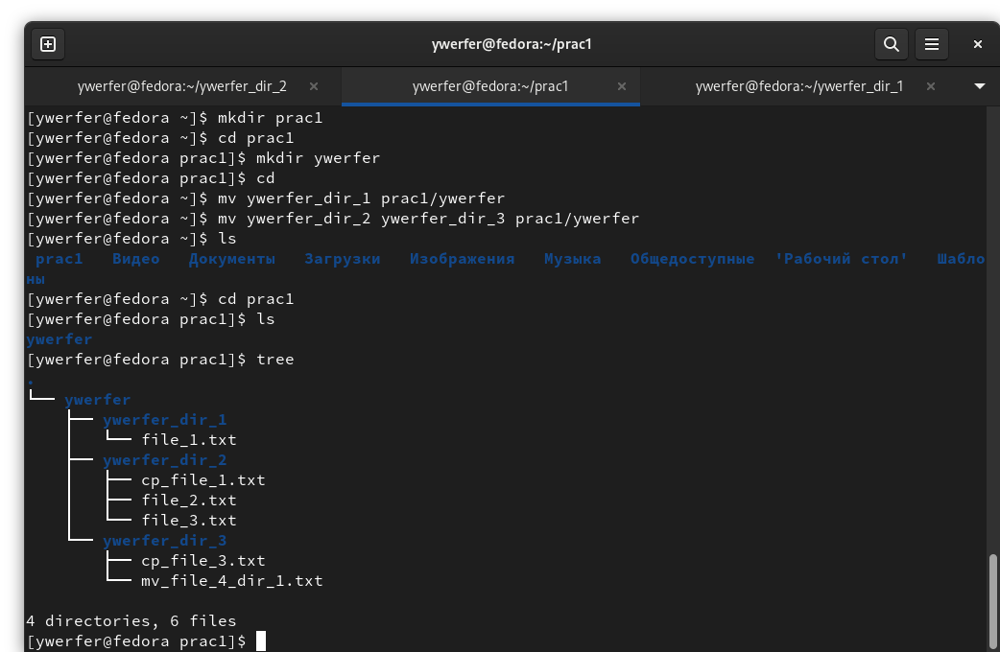 ywerfer@fedora:~/prac1
ywerfer@fedora:~/ywerfer_dir_2 ywerfer@fedora:~/prac1 ywerfer@fedora:~/ywerfer_dir_1
[ywerfer@fedora ~]$ mkdir prac1
[ywerfer@fedora ~]$ cd prac1
[ywerfer@fedora prac1]$ mkdir ywerfer
[ywerfer@fedora prac1]$ cd
[ywerfer@fedora ~]$ mv ywerfer_dir_1 prac1/ywerfer
[ywerfer@fedora ~]$ mv ywerfer_dir_2 ywerfer_dir_3 prac1/ywerfer
[ywerfer@fedora ~]$ ls
prac1 Видео Документы Загрузки Изображения Музыка Общедоступные 'Рабочий стол' Шабло
ны
[ywerfer@fedora ~]$ cd prac1
[ywerfer@fedora prac1]$ ls
ywerfer
[ywerfer@fedora prac1]$ tree
.
└── ywerfer
    ├── ywerfer_dir_1
    │   └── file_1.txt
    ├── ywerfer_dir_2
    │   ├── cp_file_1.txt
    │   ├── file_2.txt
    │   └── file_3.txt
    └── ywerfer_dir_3
        ├── cp_file_3.txt
        └── mv_file_4_dir_1.txt
4 directories, 6 files
[ywerfer@fedora prac1]$